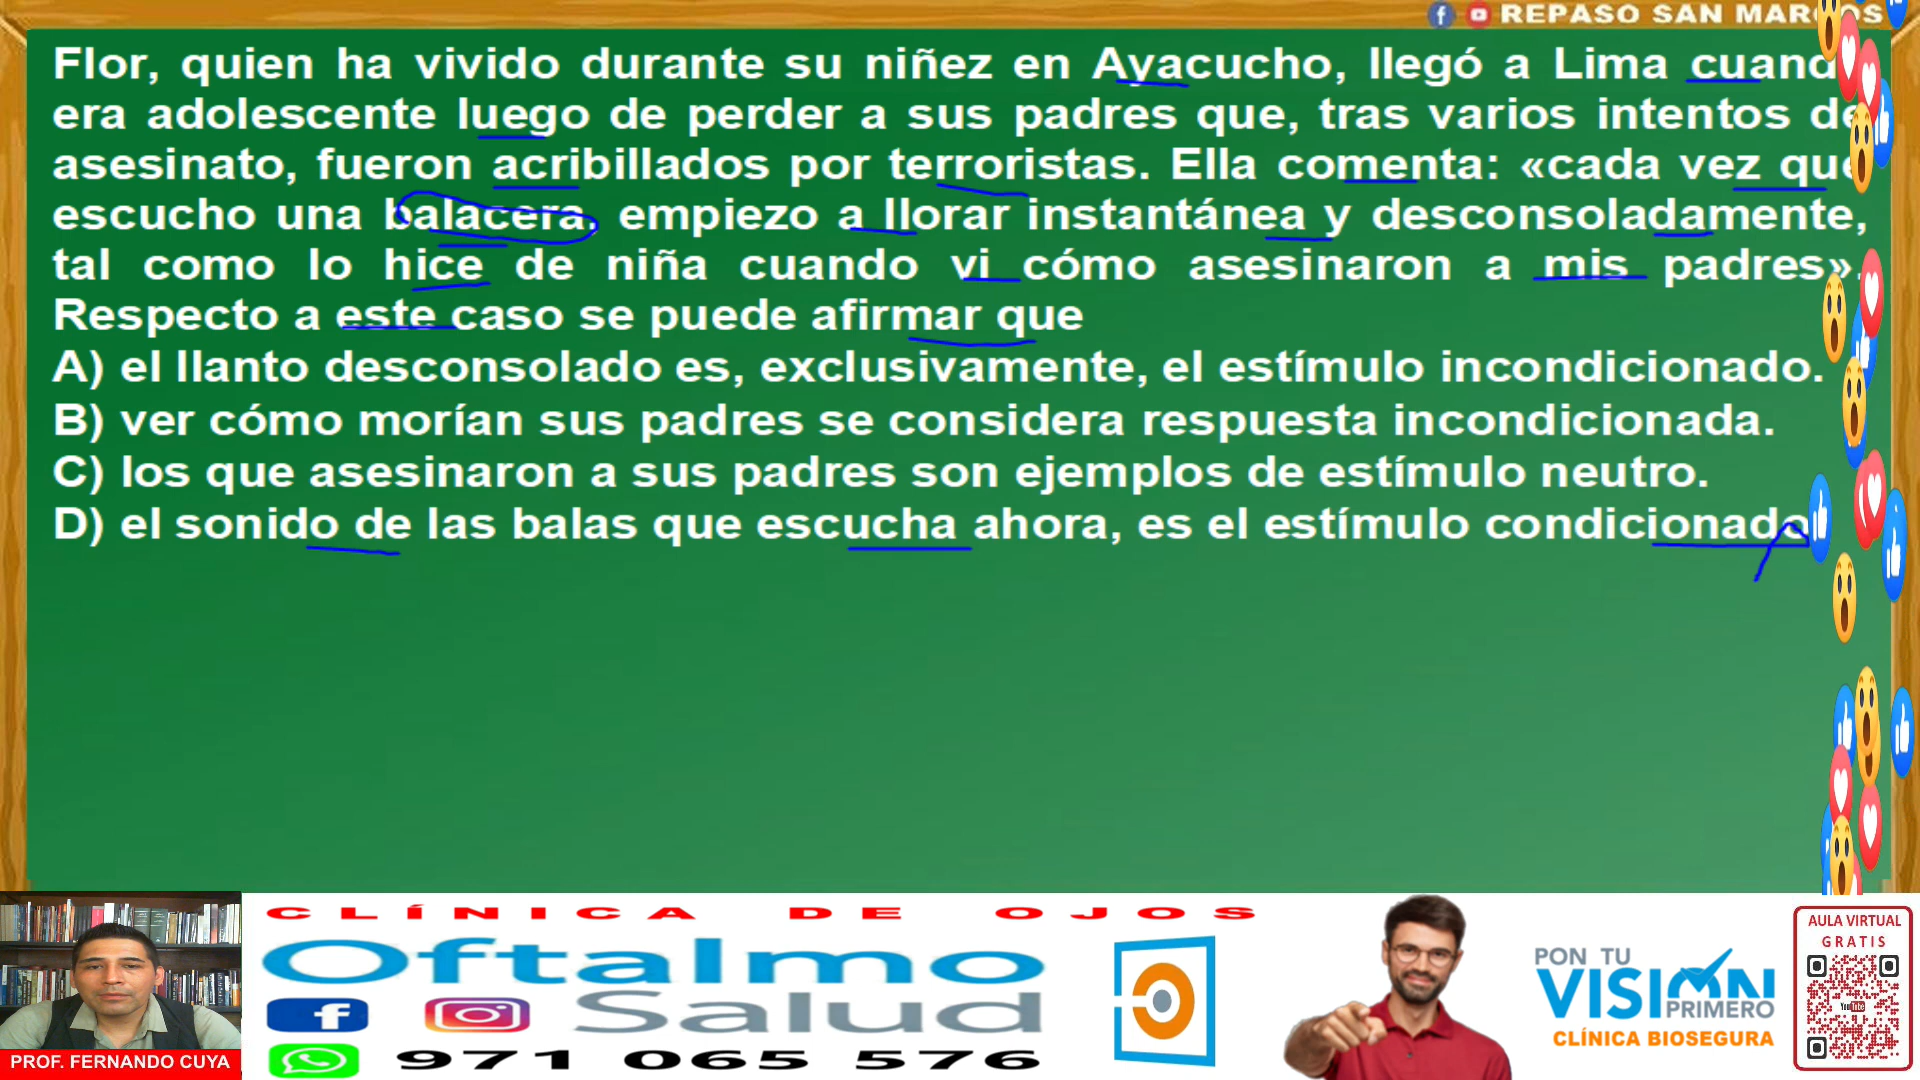 REPASO SAN MARCOS
Flor, quien ha vivido durante su niñez en Ayacucho, llegó a Lima cuand
era adolescente luego de perder a sus padres que, tras varios intentos de
asesinato, fueron acribillados por terroristas. Ella comenta: «cada vez que
escucho una balacera, empiezo a llorar instantánea y desconsoladamente,
tal como lo hice de niña cuando vi cómo asesinaron a mis padres».
Respecto a este caso se puede afirmar que
A) el llanto desconsolado es, exclusivamente, el estímulo incondicionado.
B) ver cómo morían sus padres se considera respuesta incondicionada.
C) los que asesinaron a sus padres son ejemplos de estímulo neutro.
D) el sonido de las balas que escucha ahora, es el estímulo condicionado
PROF. FERNANDO CUYA
CLÍNICA DE OJOS
Oftalmo
Salud
971 065 576
PON TU
VISIÓN
PRIMERO
CLÍNICA BIOSEGURA
AULA VIRTUAL
GRATIS
YouTube